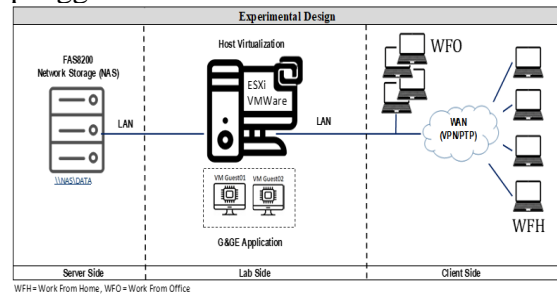 Experimental Design
FAS8200
Network Storage (NAS)
LAN
\\NAS\DATA
Host Virtualization
ESXi
VMWare
LAN
VM Guest01 VM Guest02
G&GE Application
WFO
WAN
(VPN/PTP)
WFH
Server Side
Lab Side
Client Side
WFH = Work From Home, WFO = Work From Office